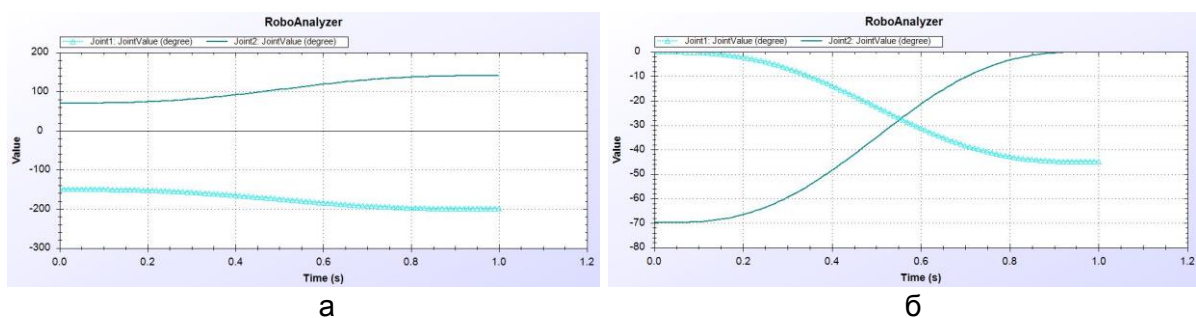 RoboAnalyzer
Joint1: JointValue (degree) Joint2: JointValue (degree)
Value
200
100
0
-100
-200
-300
0.0 0.2 0.4 0.6 0.8 1.0 1.2
Time (s)
а
RoboAnalyzer
Joint1: JointValue (degree) Joint2: JointValue (degree)
Value
0
-10
-20
-30
-40
-50
-60
-70
-80
0.0 0.2 0.4 0.6 0.8 1.0 1.2
Time (s)
б